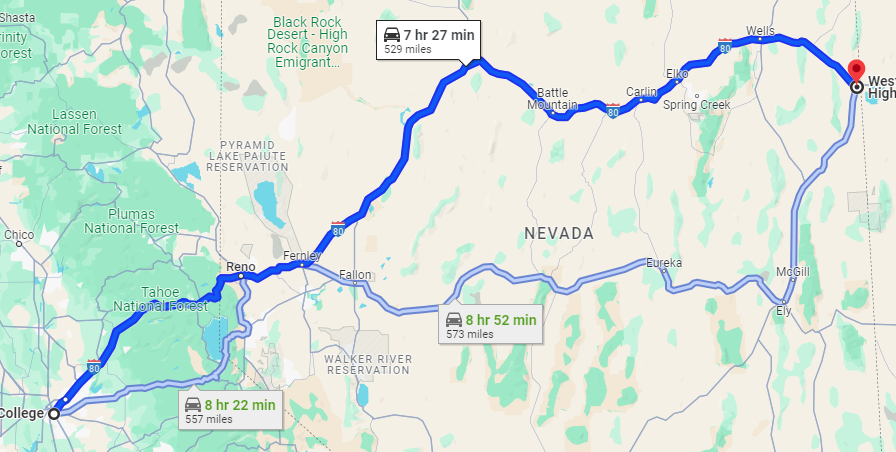 Shasta
rinity
orest
Black Rock
Desert - High
Rock Canyon
Emigrant...
7 hr 27 min
529 miles
Wells
80
Elko
West
High
Battle
Mountain
Carlin
Spring Creek
80
Lassen
National Forest
PYRAMID
LAKE PAIUTE
RESERVATION
Plumas
National Forest
Chico
80
NEVADA
Reno
Fernley
Fallon
Eureka
McGill
Ely
Tahoe
National Forest
8 hr 52 min
573 miles
WALKER RIVER
RESERVATION
80
8 hr 22 min
557 miles
College